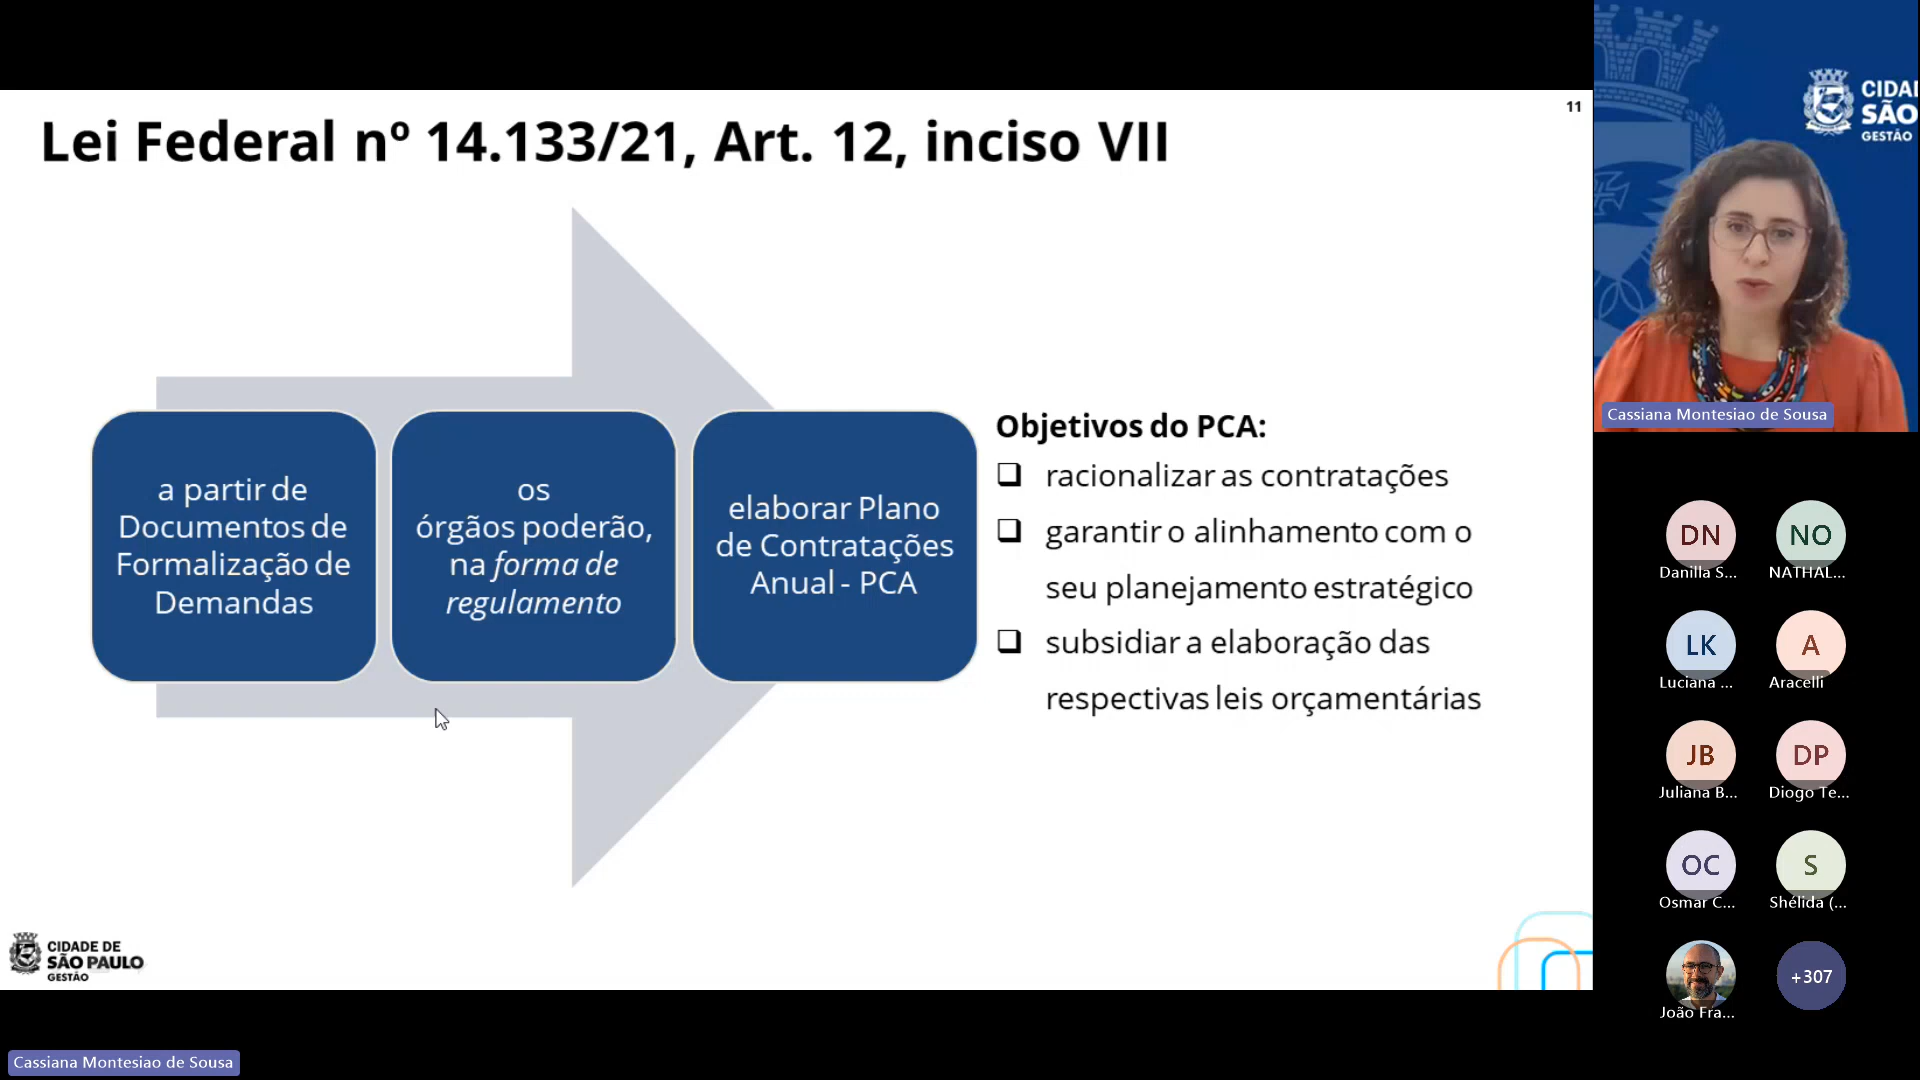 11
Lei Federal nº 14.133/21, Art. 12, inciso VII
a partir de
Documentos de
Formalização de
Demandas
os
órgãos poderão,
na forma de
regulamento
elaborar Plano
de Contratações
Anual - PCA
Objetivos do PCA:
racionalizar as contratações
garantir o alinhamento com o
seu planejamento estratégico
subsidiar a elaboração das
respectivas leis orçamentárias
CIDADE DE
SÃO PAULO
GESTÃO
Cassiana Montesiao de Sousa
CIDA
SÃO
GESTÃO
Cassiana Montesiao de Sousa
DN
Danilla S...
NO
NATHAL...
LK
Luciana ...
A
Aracelli
JB
Juliana B...
DP
Diogo Te...
OC
Osmar C...
S
Shélida (...
João Fra...
+307